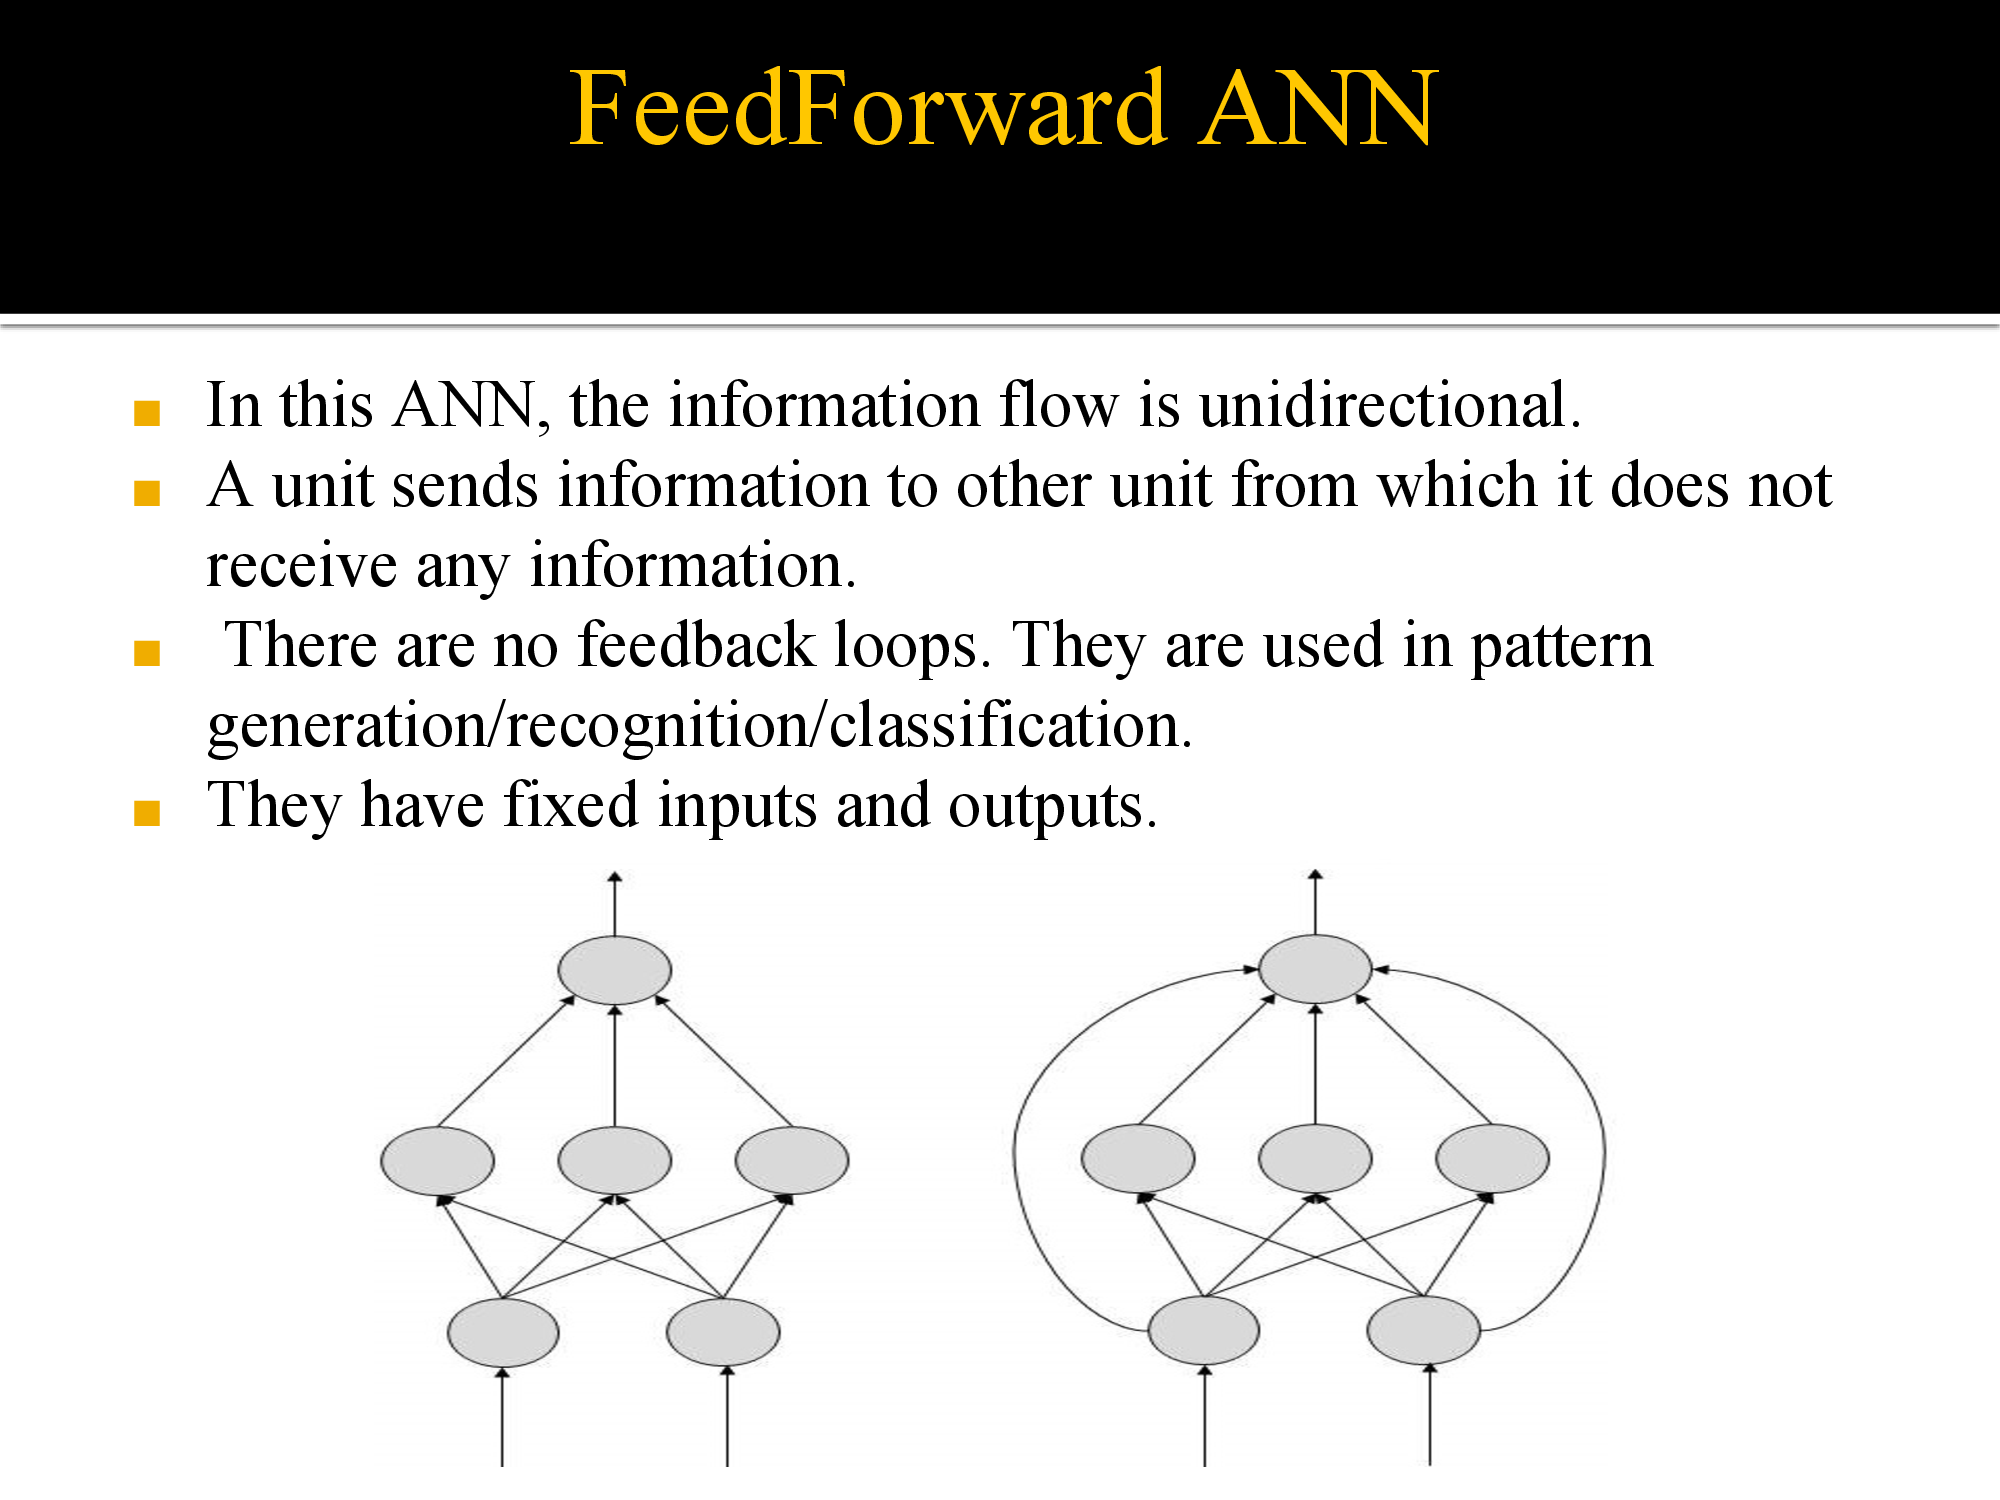 FeedForward ANN
■ In this ANN, the information flow is unidirectional.
■ A unit sends information to other unit from which it does not
receive any information.
■ There are no feedback loops. They are used in pattern
generation/recognition/classification.
■ They have fixed inputs and outputs.